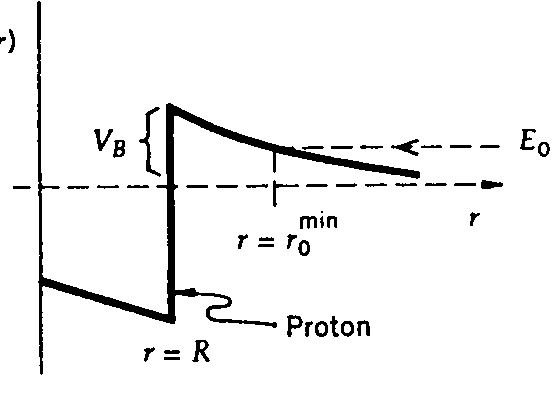 r)
V_B
E_0
r
r = r_0^min
Proton
r = R